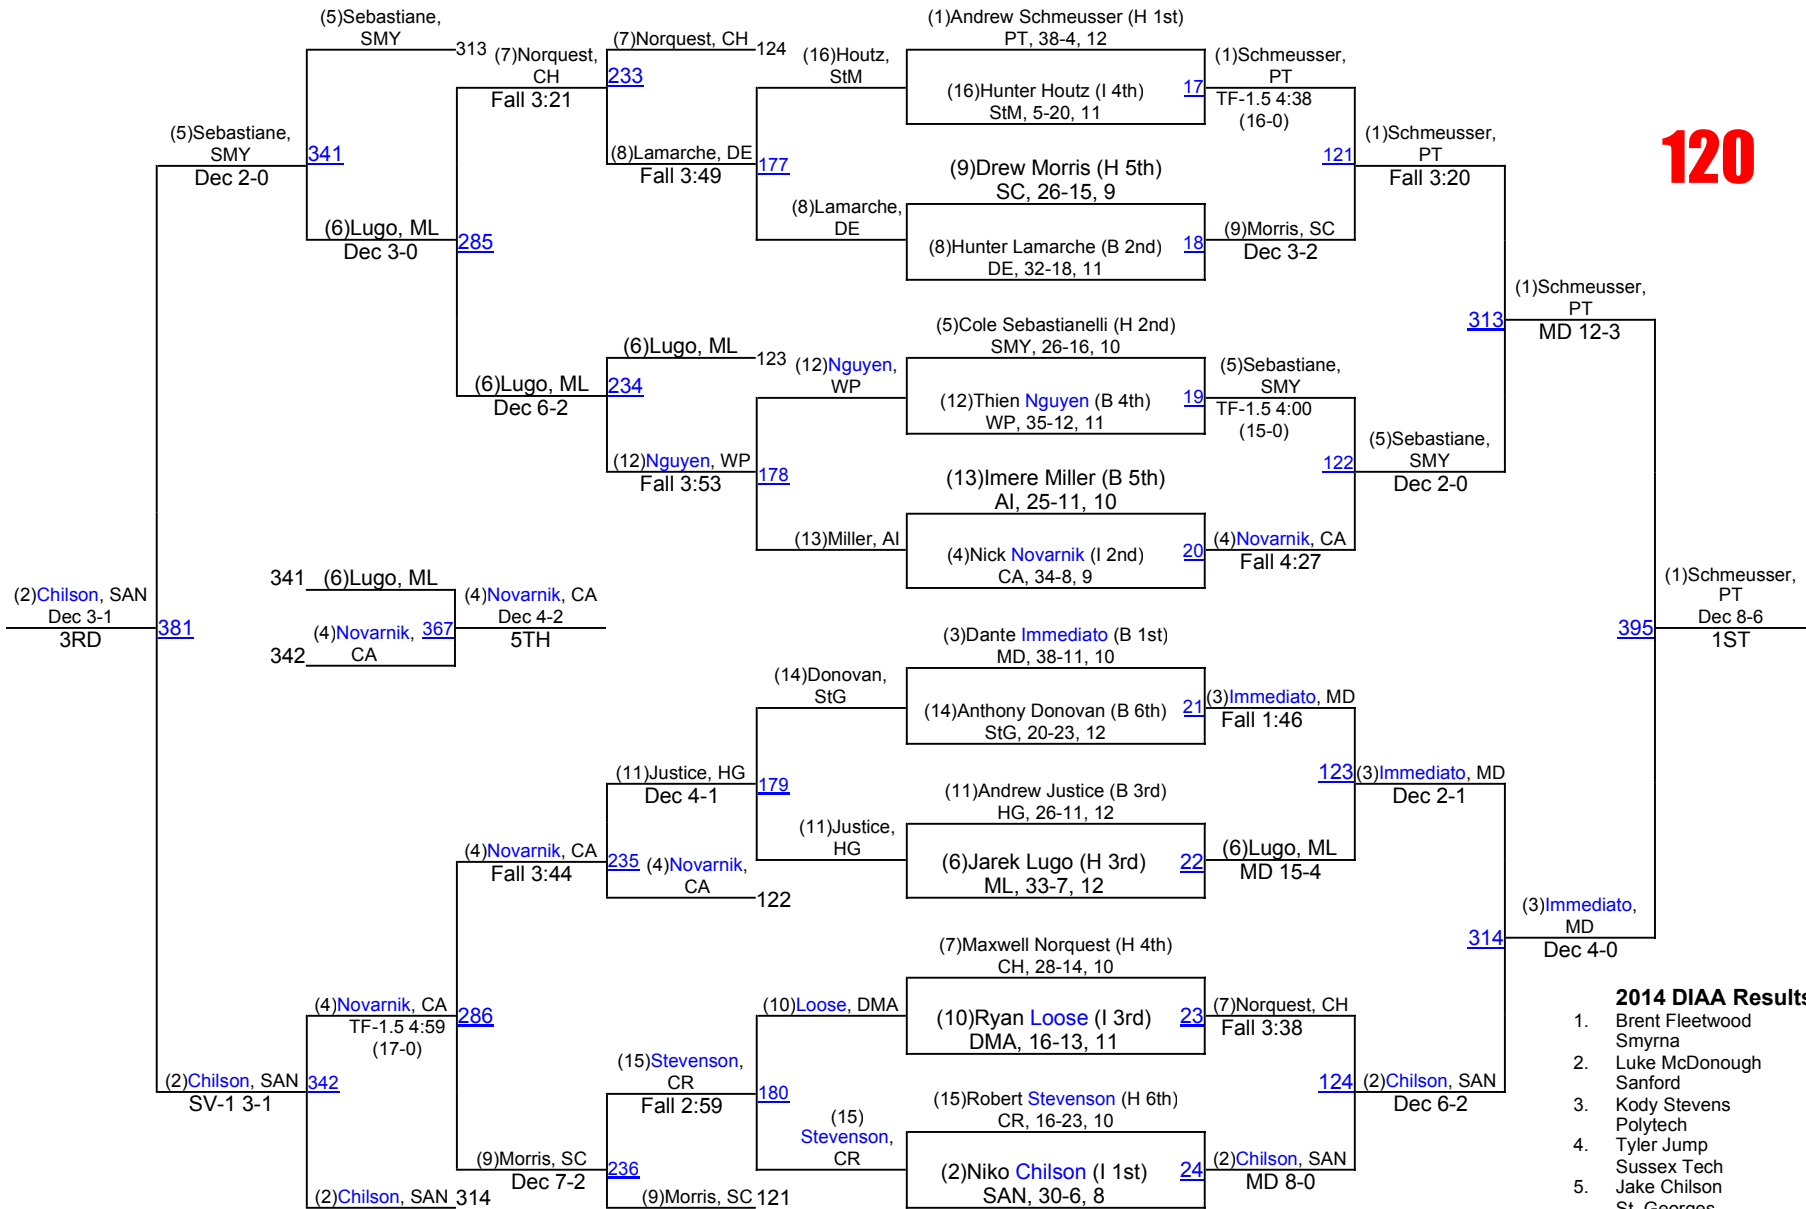 (5)Sebastiane,
SMY
313
(5)Sebastiane,
SMY
Dec 2-0
341
(6)Lugo, ML
Dec 3-0
(7)Norquest,
CH
Fall 3:21
285
(7)Norquest, CH
124
233
(8)Lamarche, DE
Fall 3:49
(6)Lugo, ML
Dec 6-2
(6)Lugo, ML
123
234
(12)Nguyen, WP
Fall 3:53
(16)Houtz,
StM
177
(8)Lamarche,
DE
(12)Nguyen,
WP
178
(13)Miller, AI
(1)Andrew Schmeusser (H 1st)
PT, 38-4, 12
(16)Hunter Houtz (I 4th)
StM, 5-20, 11
17
(9)Drew Morris (H 5th)
SC, 26-15, 9
(8)Hunter Lamarche (B 2nd)
DE, 32-18, 11
18
(5)Cole Sebastianelli (H 2nd)
SMY, 26-16, 10
(12)Thien Nguyen (B 4th)
WP, 35-12, 11
19
(13)Imere Miller (B 5th)
AI, 25-11, 10
(4)Nick Novarnik (I 2nd)
CA, 34-8, 9
20
(1)Schmeusser,
PT
TF-1.5 4:38
(16-0)
121
(9)Morris, SC
Dec 3-2
(1)Schmeusser,
PT
Fall 3:20
(5)Sebastiane,
SMY
TF-1.5 4:00
(15-0)
122
(4)Novarnik, CA
Fall 4:27
(5)Sebastiane,
SMY
Dec 2-0
313
(1)Schmeusser,
PT
MD 12-3
120
(2)Chilson, SAN
Dec 3-1
3RD
381
341
(6)Lugo, ML
(4)Novarnik,
CA
342
367
(4)Novarnik, CA
Dec 4-2
5TH
395
(1)Schmeusser,
PT
Dec 8-6
1ST
(14)Donovan,
StG
179
(11)Justice,
HG
(11)Justice, HG
Dec 4-1
235
(4)Novarnik,
CA
122
(4)Novarnik, CA
Fall 3:44
286
(4)Novarnik, CA
TF-1.5 4:59
(17-0)
342
(2)Chilson, SAN
SV-1 3-1
(2)Chilson, SAN
314
(9)Morris, SC
Dec 7-2
236
(15)Stevenson,
CR
Fall 2:59
(9)Morris, SC
121
(10)Loose, DMA
180
(15)
Stevenson,
CR
(3)Dante Immediato (B 1st)
MD, 38-11, 10
(14)Anthony Donovan (B 6th)
StG, 20-23, 12
21
(11)Andrew Justice (B 3rd)
HG, 26-11, 12
(6)Jarek Lugo (H 3rd)
ML, 33-7, 12
22
(7)Maxwell Norquest (H 4th)
CH, 28-14, 10
(10)Ryan Loose (I 3rd)
DMA, 16-13, 11
23
(15)Robert Stevenson (H 6th)
CR, 16-23, 10
(2)Niko Chilson (I 1st)
SAN, 30-6, 8
24
(3)Immediato, MD
Fall 1:46
123
(6)Lugo, ML
MD 15-4
(3)Immediato, MD
Dec 2-1
(7)Norquest, CH
Fall 3:38
124
(2)Chilson, SAN
MD 8-0
(2)Chilson, SAN
Dec 6-2
314
(3)Immediato,
MD
Dec 4-0
2014 DIAA Results
1. Brent Fleetwood
Smyrna
2. Luke McDonough
Sanford
3. Kody Stevens
Polytech
4. Tyler Jump
Sussex Tech
5. Jake Chilson
St. Georges